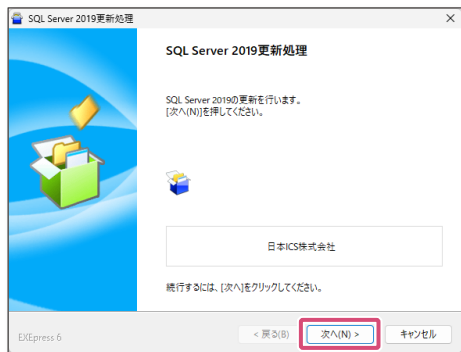 SQL Server 2019更新処理
SQL Server 2019更新処理
SQL Server 2019の更新を行います。
[次へ(N)]を押してください。
日本ICS株式会社
続行するには、[次へ]をクリックしてください。
EXEpress 6
< 戻る(B)
次へ(N) >
キャンセル